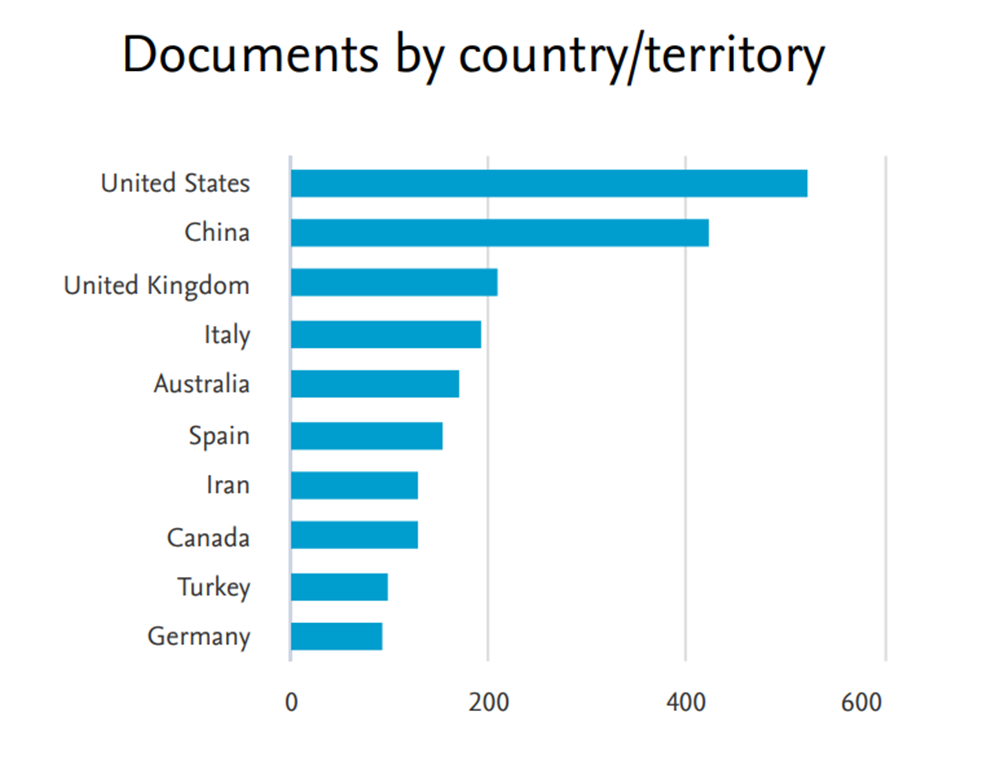 Documents by country/territory
United States
China
United Kingdom
Italy
Australia
Spain
Iran
Canada
Turkey
Germany
0 200 400 600